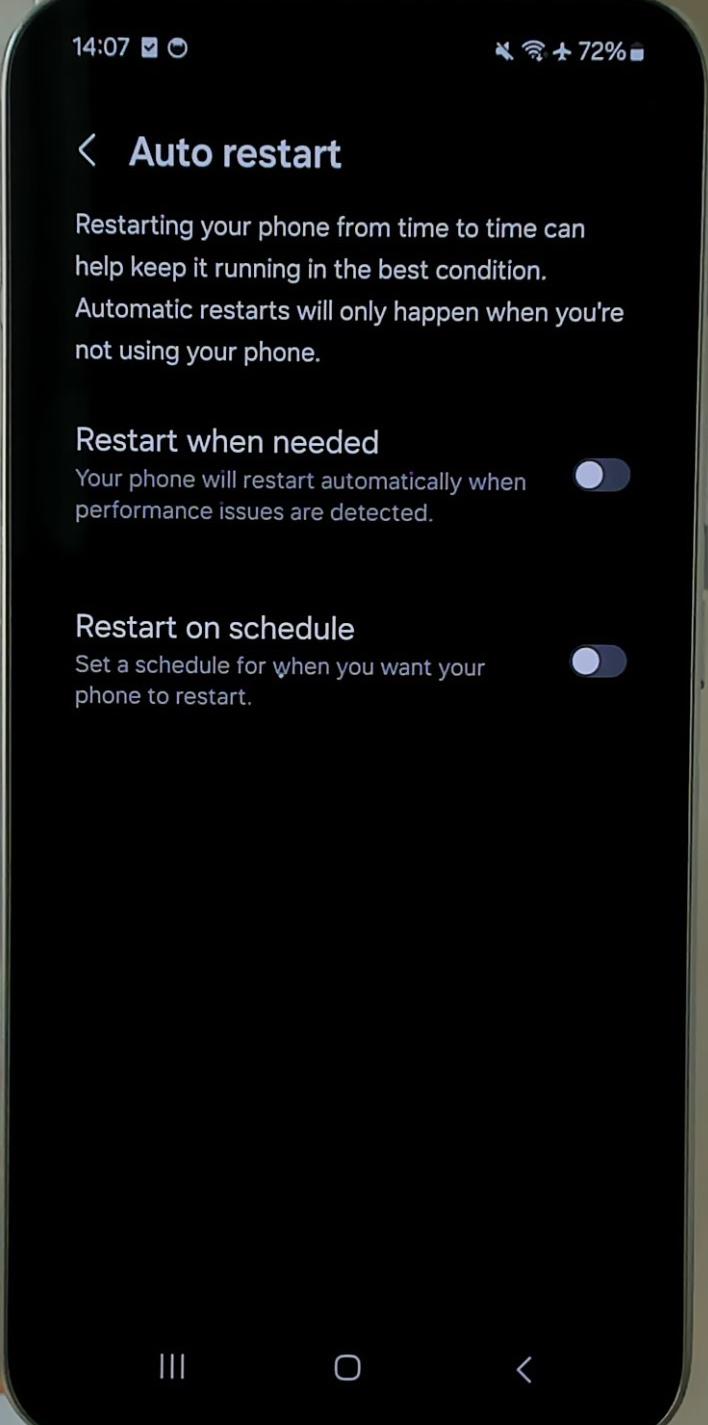 14:07 72%
Auto restart
Restarting your phone from time to time can
help keep it running in the best condition.
Automatic restarts will only happen when you're
not using your phone.
Restart when needed
Your phone will restart automatically when
performance issues are detected.
Restart on schedule
Set a schedule for when you want your
phone to restart.